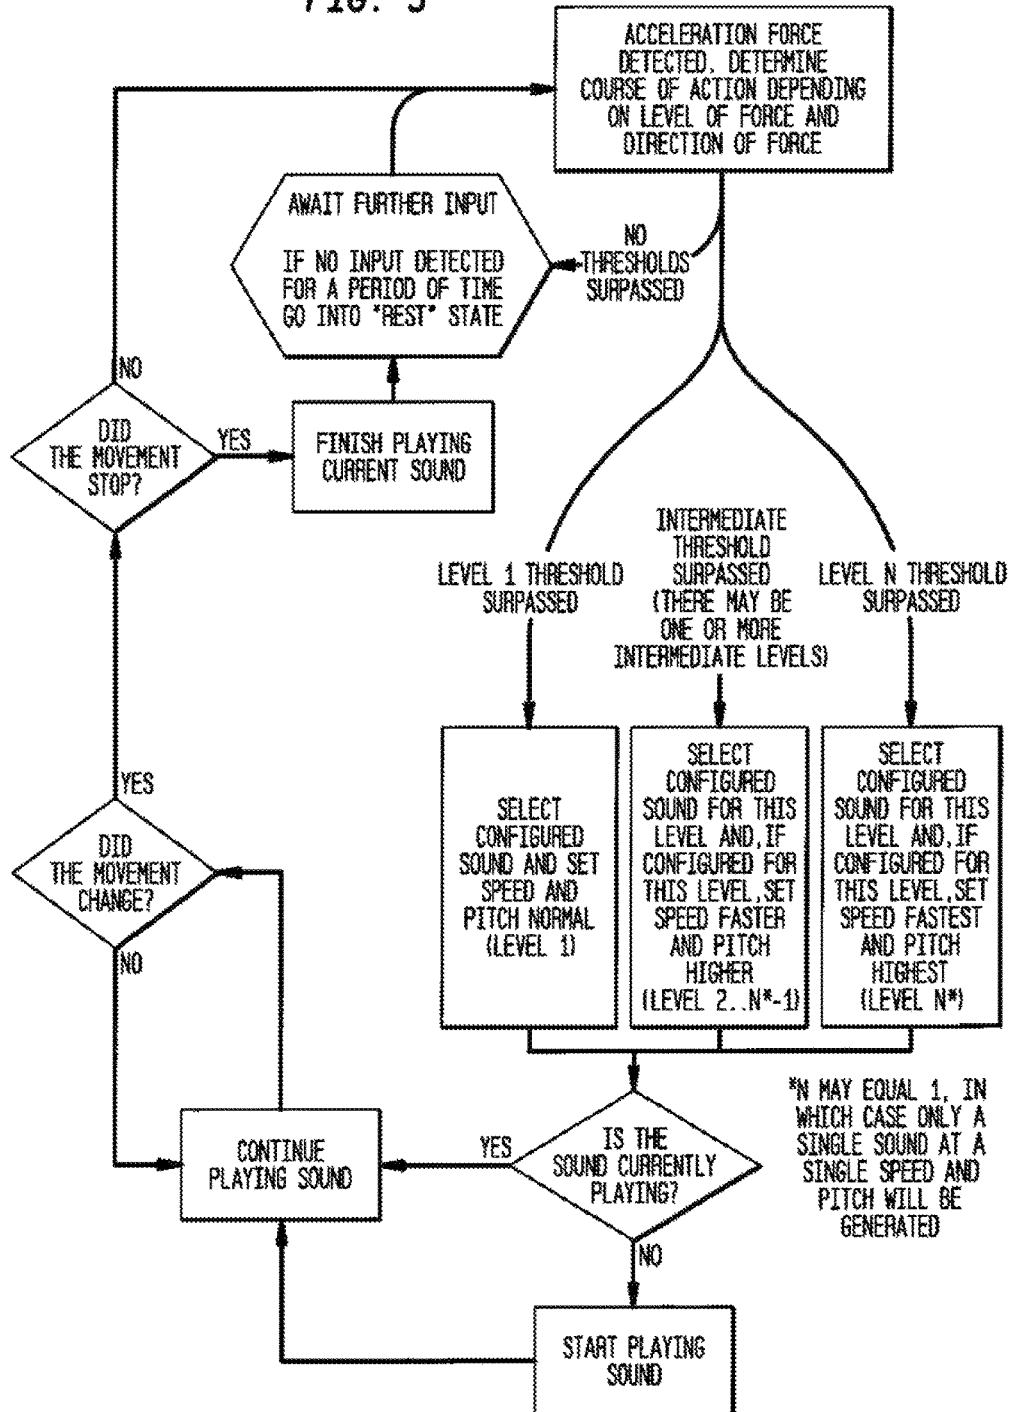 FIG. 5
ACCELERATION FORCE
DETECTED. DETERMINE
COURSE OF ACTION DEPENDING
ON LEVEL OF FORCE AND
DIRECTION OF FORCE
AWAIT FURTHER INPUT
IF NO INPUT DETECTED
FOR A PERIOD OF TIME
GO INTO "REST" STATE
NO
THRESHOLDS
SURPASSED
NO
DID
THE MOVEMENT
STOP?
YES
FINISH PLAYING
CURRENT SOUND
LEVEL 1 THRESHOLD
SURPASSED
INTERMEDIATE
THRESHOLD
SURPASSED
(THERE MAY BE
ONE OR MORE
INTERMEDIATE LEVELS)
LEVEL N THRESHOLD
SURPASSED
SELECT
CONFIGURED
SOUND AND SET
SPEED AND
PITCH NORMAL
(LEVEL 1)
SELECT
CONFIGURED
SOUND FOR THIS
LEVEL AND,IF
CONFIGURED FOR
THIS LEVEL,SET
SPEED FASTER
AND PITCH
HIGHER
(LEVEL 2..N*-1)
SELECT
CONFIGURED
SOUND FOR THIS
LEVEL AND,IF
CONFIGURED FOR
THIS LEVEL,SET
SPEED FASTEST
AND PITCH
HIGHEST
(LEVEL N*)
YES
DID
THE MOVEMENT
CHANGE?
NO
CONTINUE
PLAYING SOUND
YES
IS THE
SOUND CURRENTLY
PLAYING?
NO
*N MAY EQUAL 1, IN
WHICH CASE ONLY A
SINGLE SOUND AT A
SINGLE SPEED AND
PITCH WILL BE
GENERATED
START PLAYING
SOUND